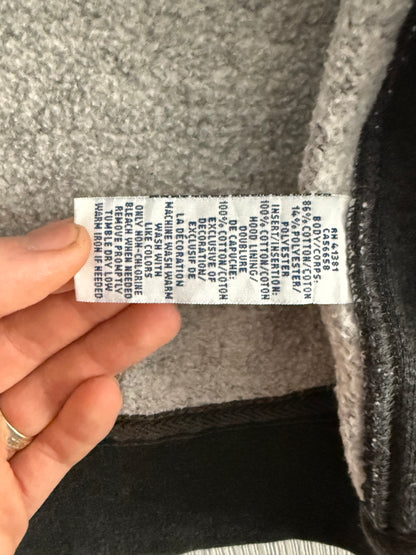 RN 41381
CA56658
BODY/CORPS:
86% COTTON/COTON
14% POLYESTER/
POLYESTER
INSERT/INSERTION:
100% COTTON/COTON
HOOD LINING/
DOUBLURE
DE CAPUCHE:
100% COTTON/COTON
EXCLUSIVE OF
DECORATION/
EXCLUSIF DE
LA DECORATION
MACHINE WASH WARM
WASH WITH
LIKE COLORS
ONLY NON-CHLORINE
BLEACH WHEN NEEDED
REMOVE PROMPTLY
TUMBLE DRY LOW
WARM IRON IF NEEDED